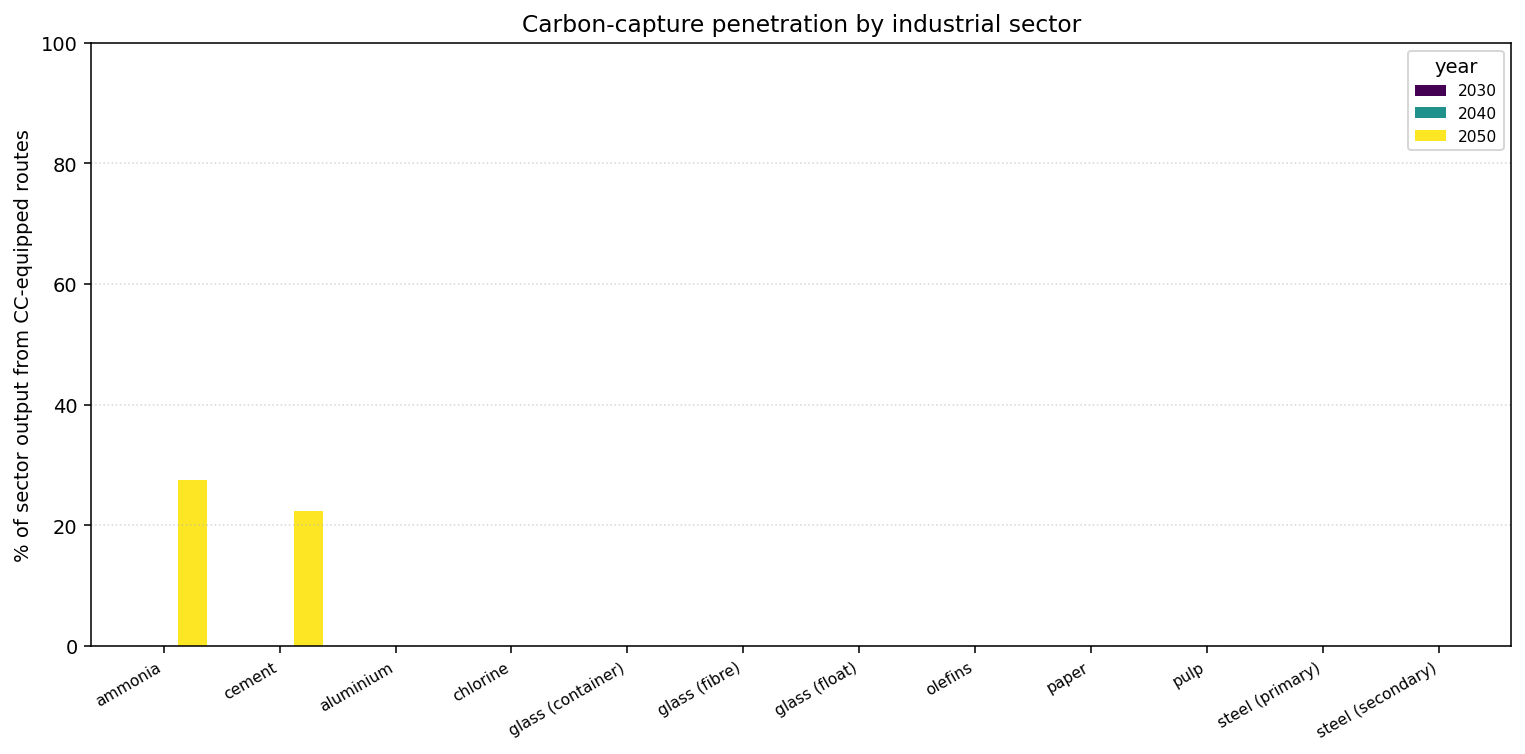 Carbon-capture penetration by industrial sector
% of sector output from CC-equipped routes
100
80
60
40
20
0
year
2030
2040
2050
ammonia
cement
aluminium
chlorine
glass (container)
glass (fibre)
glass (float)
olefins
paper
pulp
steel (primary)
steel (secondary)